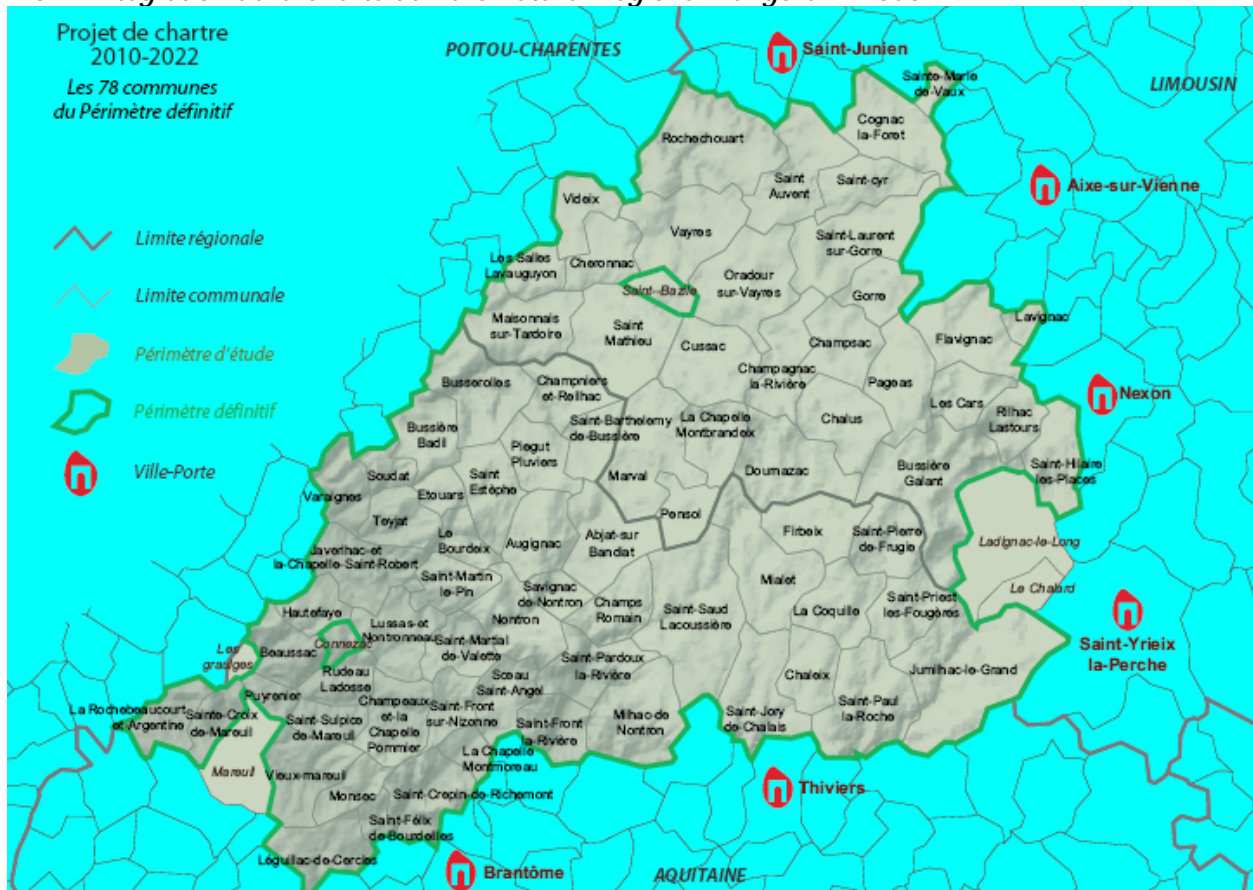 Projet de chartre
2010-2022
Les 78 communes
du Périmètre définitif
POITOU-CHARENTES
LIMOUSIN
AQUITAINE
Limite régionale
Limite communale
Périmètre d'étude
Périmètre définitif
Ville-Porte
Saint-Junien
Aixe-sur-Vienne
Nexon
Saint-Yrieix
la-Perche
Thiviers
Brantôme
Sainte-Marie
de-Vaux
Cognac
la-Foret
Rochechouart
Saint
Auvent
Saint-cyr
Videix
Vayres
Saint-Laurent
sur-Gorre
Les Salles
Lavauguyon
Cheronnac
Saint-Bazile
Oradour
sur-Vayres
Gorre
Lavignac
Maisonnais
sur-Tardoire
Saint
Mathieu
Cussac
Champsac
Flavignac
Champagnac
la-Rivière
Pageas
Busserolles
Champniers
et-Reilhac
Les Cars
Rilhac
Lastours
Saint-Barthelemy
de-Bussière
La Chapelle
Montbrandeix
Chalus
Bussière
Badil
Piegut
Pluviers
Saint-Hilaire
les-Places
Soudat
Saint
Estèphe
Marval
Dournazac
Bussière
Galant
Varaignes
Etouars
Pensol
Teyjat
Le
Bourdeix
Augignac
Abjat-sur
Bandiat
Firbeix
Saint-Pierre
de-Frugie
Ladignac-le-Long
Javerlhac-et
la-Chapelle-Saint-Robert
Saint-Martin
le-Pin
Mialet
Le Chalard
Savignac
de-Nontron
Hautefaye
Nontron
Champs
Romain
Saint-Saud
Lacoussière
La Coquille
Saint-Priest
les-Fougères
Lussas-et
Nontronneau
Connezac
Les
graulges
Beaussac
Saint-Martial
de-Valette
Saint-Pardoux
la-Rivière
Jumilhac-le-Grand
Rudeau
Ladosse
Sceau
Saint-Angel
Chaleix
Puyrenier
La Rochebeaucourt
et-Argentine
Sainte-Croix
de-Mareuil
Saint-Sulpice
de-Mareuil
Champeaux
et-la
Chapelle
Pommier
Saint-Front
sur-Nizonne
Saint-Front
la-Rivière
Milhac-de
Nontron
Saint-Jory
de-Chalais
Saint-Paul
la-Roche
Mareuil
Vieux-mareuil
La Chapelle
Montmoreau
Monsec
Saint-Crepin-de-Richemont
Saint-Félix
de-Bourdeilles
Léguillac-de-Cercles